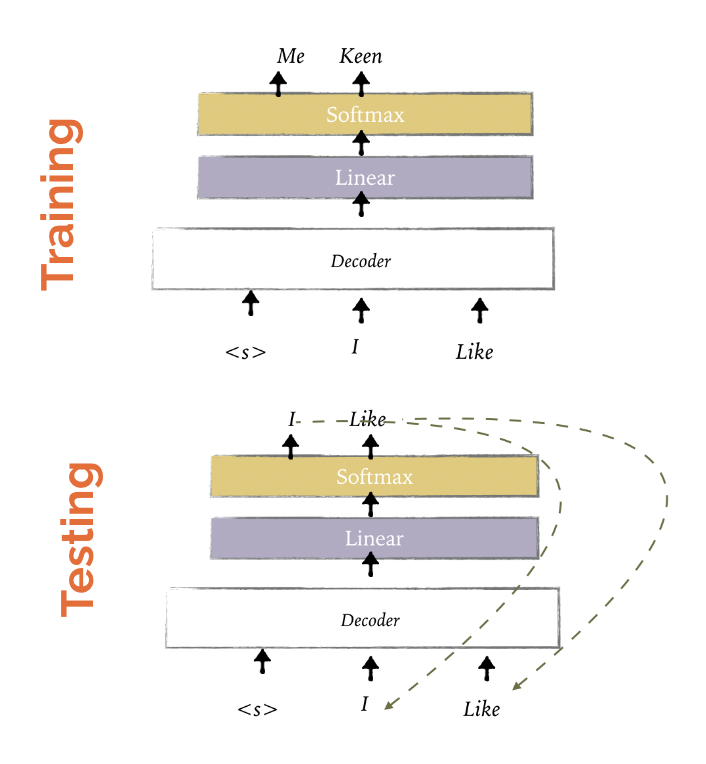 Training
Me Keen
Softmax
Linear
Decoder
<s> I Like
Testing
I Like
Softmax
Linear
Decoder
<s> I Like